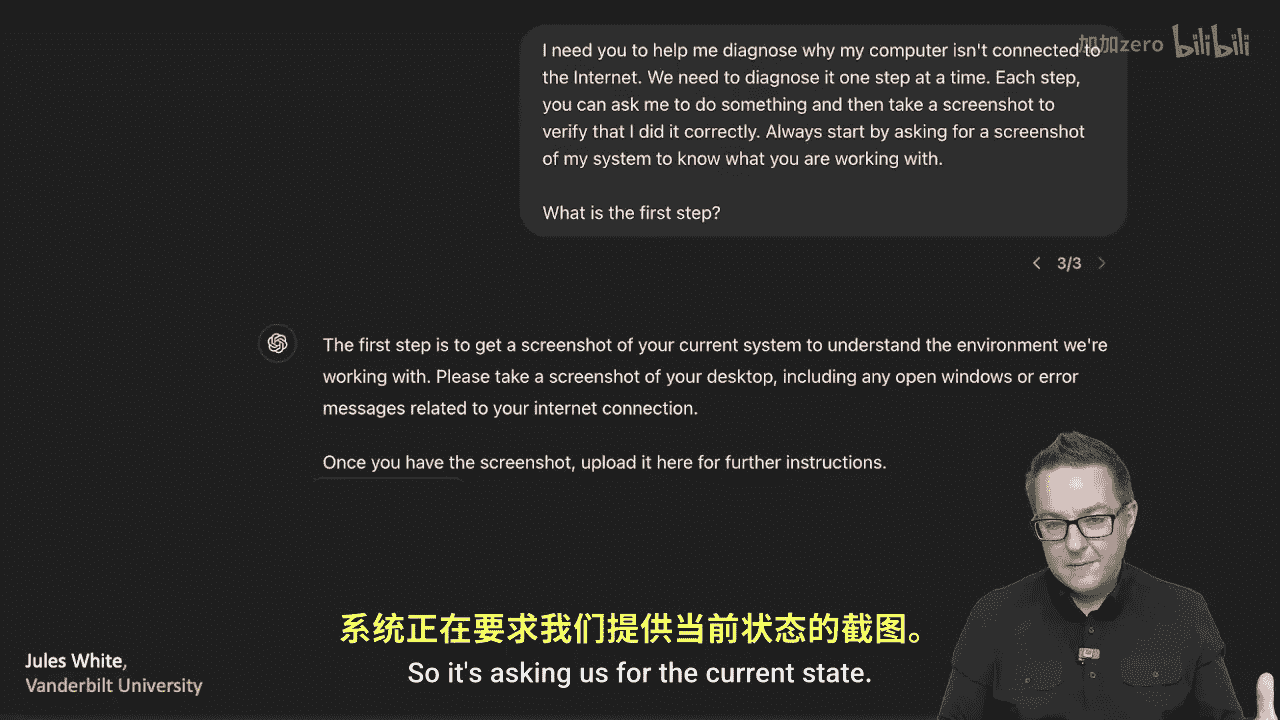 I need you to help me diagnose why my computer isn't connected to
the Internet. We need to diagnose it one step at a time. Each step,
you can ask me to do something and then take a screenshot to
verify that I did it correctly. Always start by asking for a screenshot
of my system to know what you are working with.
What is the first step?
加加zero bilibili
< 3/3 >
The first step is to get a screenshot of your current system to understand the environment we're
working with. Please take a screenshot of your desktop, including any open windows or error
messages related to your internet connection.
Once you have the screenshot, upload it here for further instructions.
系统正在要求我们提供当前状态的截图。
So it's asking us for the current state.
Jules White,
Vanderbilt University